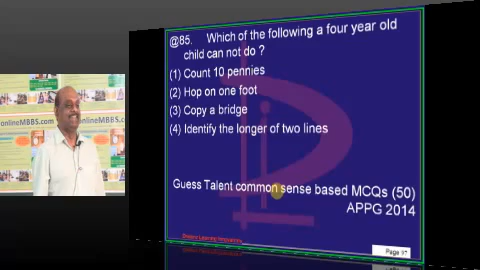 @85. Which of the following a four year old
child can not do ?
(1) Count 10 pennies
(2) Hop on one foot
(3) Copy a bridge
(4) Identify the longer of two lines
Guess Talent common sense based MCQs (50)
APPG 2014
Page 87
onlineMBBS.com